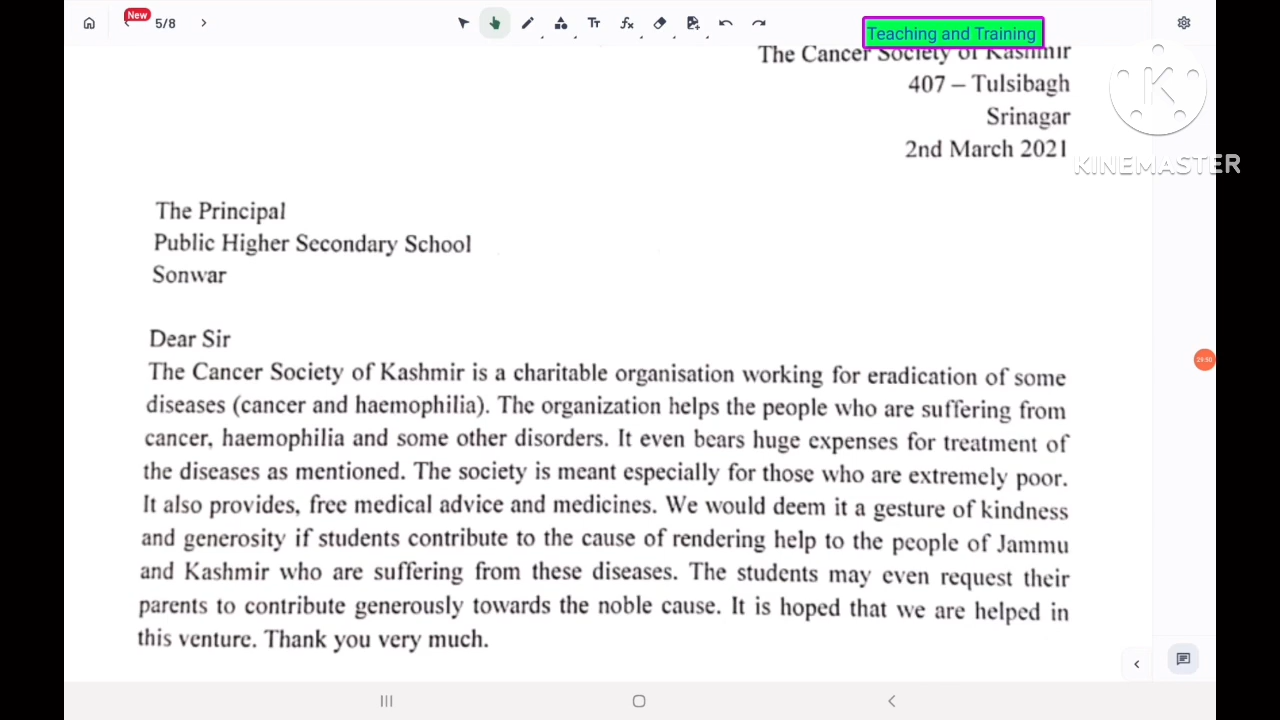 New
5/8
Tт
fx
Teaching and Training
The Cancer Society of Kashmir
407 – Tulsibagh
Srinagar
2nd March 2021
K
KINEMASTER
The Principal
Public Higher Secondary School
Sonwar
Dear Sir
The Cancer Society of Kashmir is a charitable organisation working for eradication of some
diseases (cancer and haemophilia). The organization helps the people who are suffering from
cancer, haemophilia and some other disorders. It even bears huge expenses for treatment of
the diseases as mentioned. The society is meant especially for those who are extremely poor.
It also provides, free medical advice and medicines. We would deem it a gesture of kindness
and generosity if students contribute to the cause of rendering help to the people of Jammu
and Kashmir who are suffering from these diseases. The students may even request their
parents to contribute generously towards the noble cause. It is hoped that we are helped in
this venture. Thank you very much.